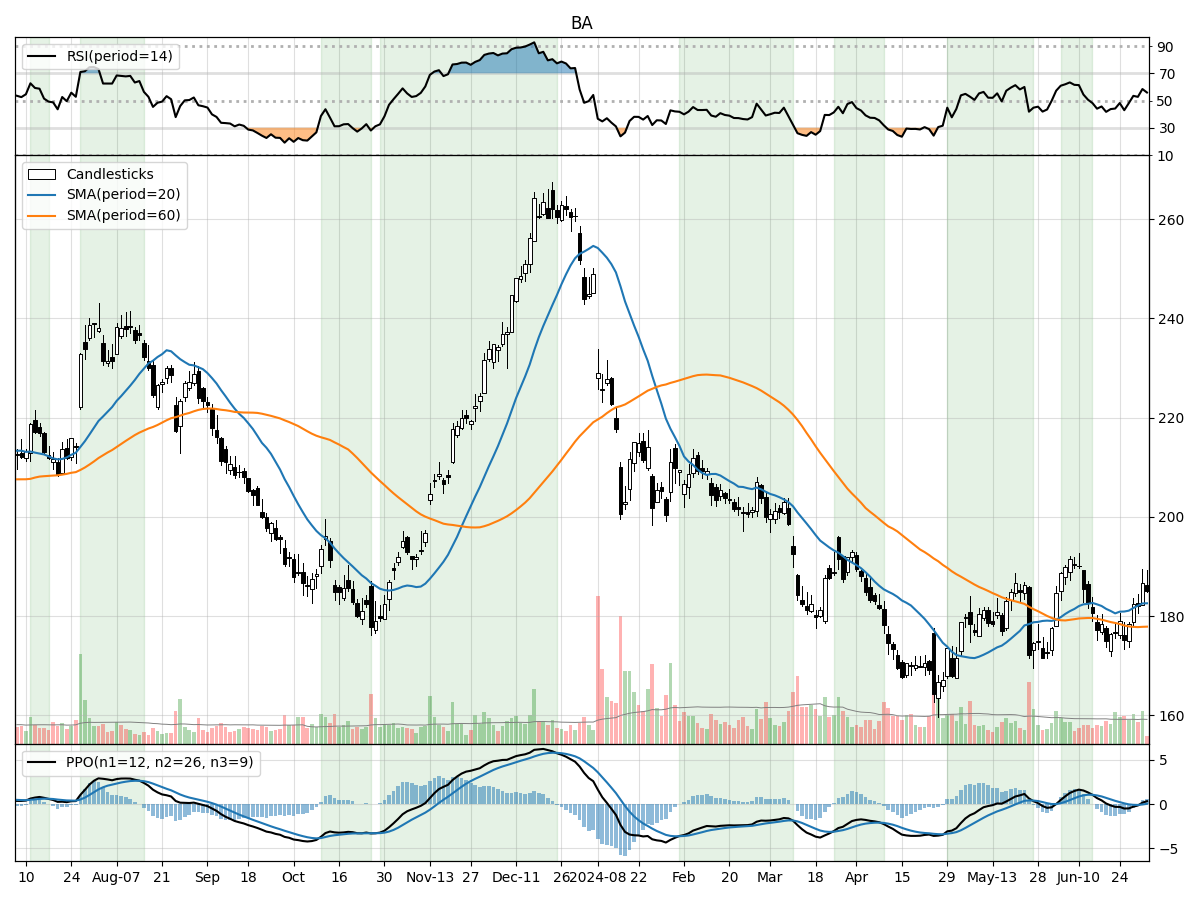 BA
RSI(period=14)
90
70
50
30
10
Candlesticks
SMA(period=20)
SMA(period=60)
260
240
220
200
180
160
PPO(n1=12, n2=26, n3=9)
5
0
−5
10 24 Aug-07 21 Sep 18 Oct 16 30 Nov-13 27 Dec-11 26 2024-08 22 Feb 20 Mar 18 Apr 15 29 May-13 28 Jun-10 24